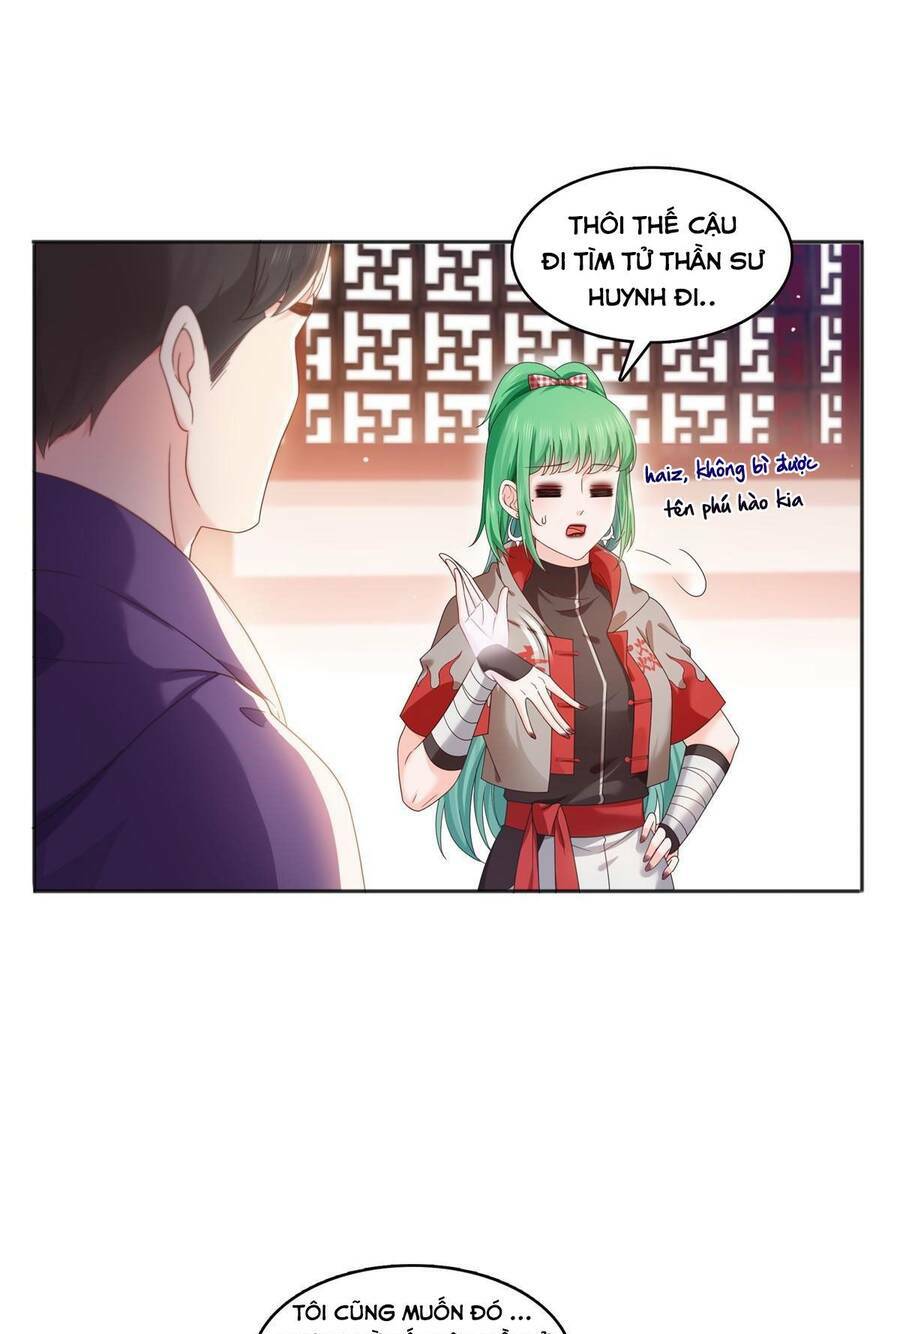 THÔI THẾ CẬU
ĐI TÌM TỬ THẦN SƯ
HUYNH ĐI..
haiz, không bì được
tên phú hào kia
TÔI CŨNG MUỐN ĐÓ ...